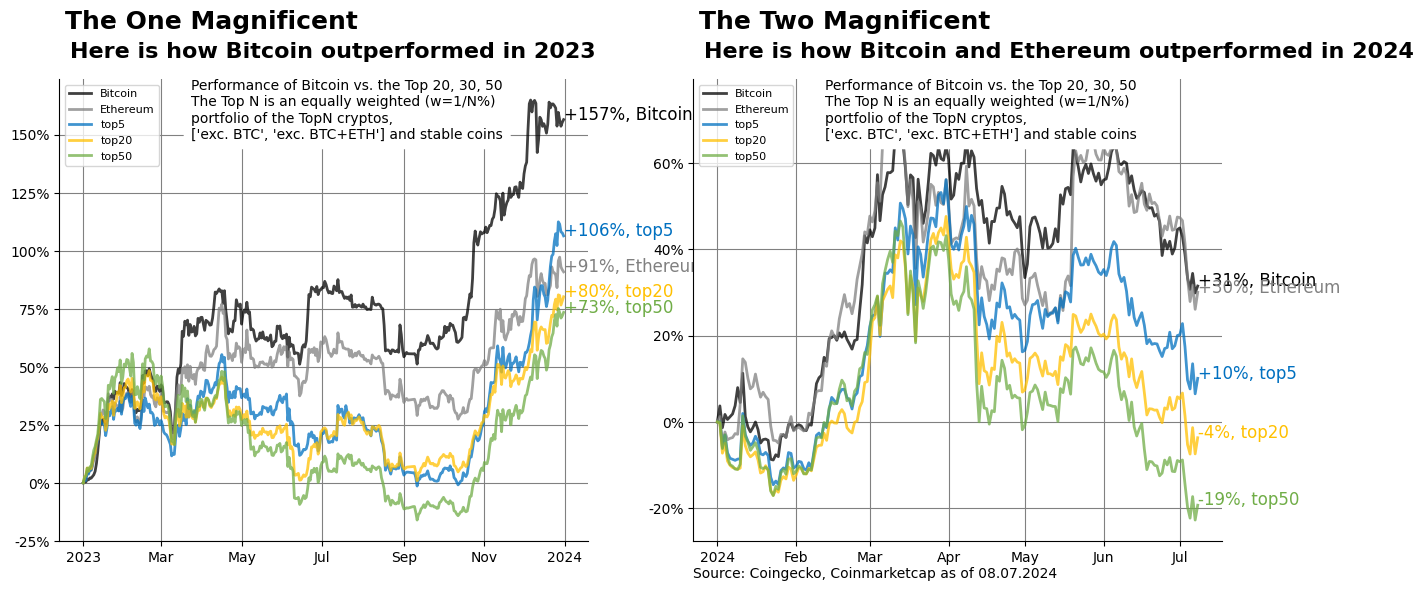 The One Magnificent
Here is how Bitcoin outperformed in 2023
Bitcoin
Ethereum
top5
top20
top50
Performance of Bitcoin vs. the Top 20, 30, 50
The Top N is an equally weighted (w=1/N%)
portfolio of the TopN cryptos,
['exc. BTC', 'exc. BTC+ETH'] and stable coins
150%
125%
100%
75%
50%
25%
0%
-25%
+157%, Bitcoin
+106%, top5
+91%, Ethereum
+80%, top20
+73%, top50
2023
Mar
May
Jul
Sep
Nov
2024
The Two Magnificent
Here is how Bitcoin and Ethereum outperformed in 2024
Bitcoin
Ethereum
top5
top20
top50
Performance of Bitcoin vs. the Top 20, 30, 50
The Top N is an equally weighted (w=1/N%)
portfolio of the TopN cryptos,
['exc. BTC', 'exc. BTC+ETH'] and stable coins
60%
40%
20%
0%
-20%
+31%, Bitcoin
+30%, Ethereum
+10%, top5
-4%, top20
-19%, top50
2024
Feb
Mar
Apr
May
Jun
Jul
Source: Coingecko, Coinmarketcap as of 08.07.2024